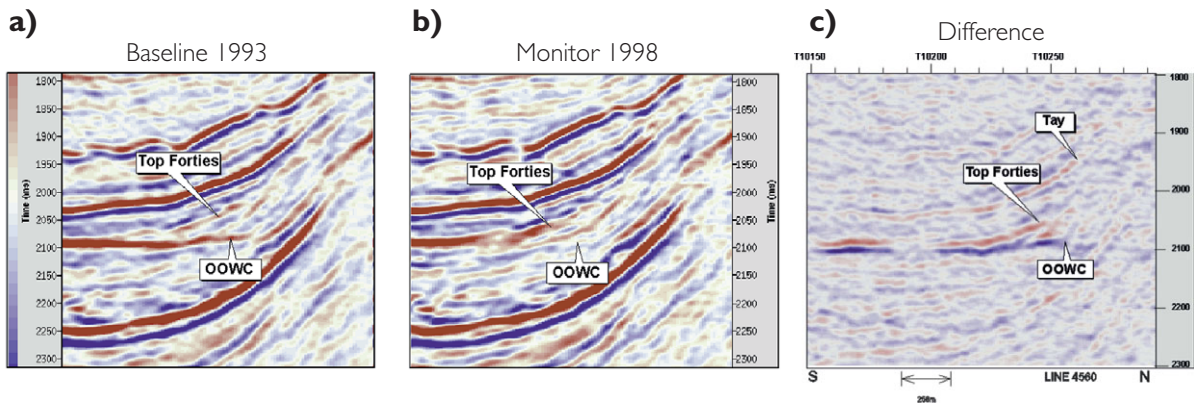 a)
Baseline 1993
1800
1850
1900
1950
2000
2050
2100
2150
2200
2250
2300
Time (ms)
Top Forties
OOWC
b)
Monitor 1998
Top Forties
OOWC
1800
1850
1900
1950
2000
2050
2100
2150
2200
2250
2300
Time (ms)
c)
Difference
T10150
T10200
T10250
Tay
Top Forties
OOWC
1800
1900
2000
2100
2200
2300
S
LINE 4560
N